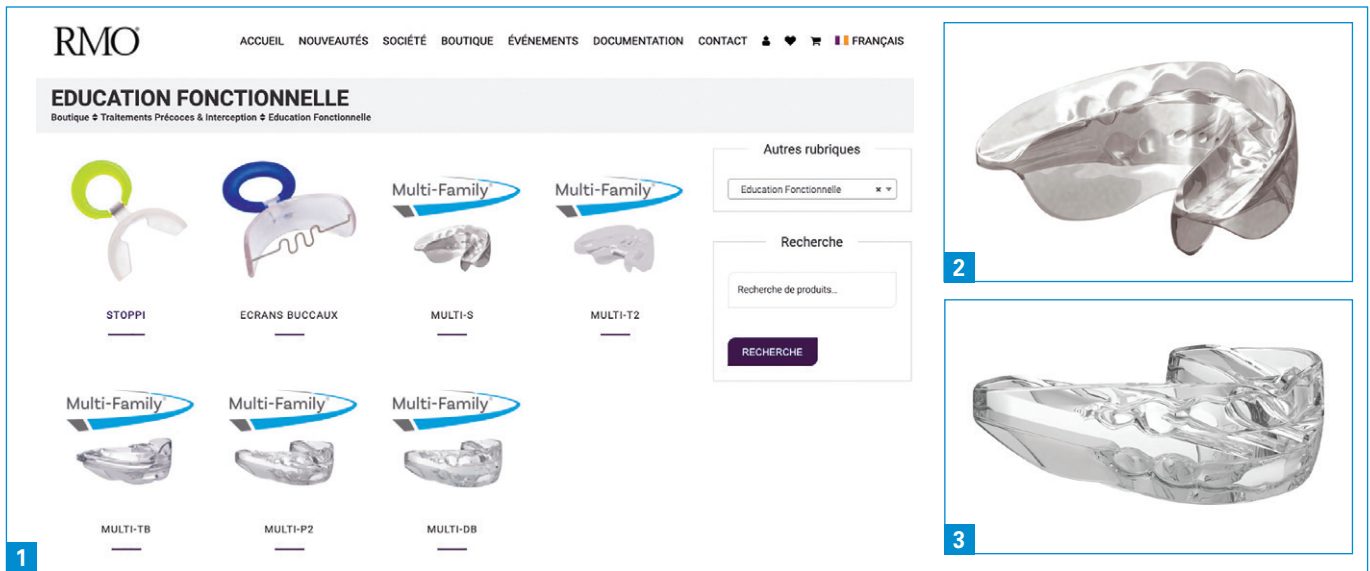 RMO®
ACCUEIL NOUVEAUTÉS SOCIÉTÉ BOUTIQUE ÉVÉNEMENTS DOCUMENTATION CONTACT FRANÇAIS
EDUCATION FONCTIONNELLE
Boutique ≑ Traitements Précoces & Interception ≑ Education Fonctionnelle
Autres rubriques
Education Fonctionnelle × ▾
Recherche
Recherche de produits...
RECHERCHE
Multi-Family® Multi-Family®
STOPPI ECRANS BUCCAUX MULTI-S MULTI-T2
Multi-Family® Multi-Family® Multi-Family®
MULTI-TB MULTI-P2 MULTI-DB
1
2
3